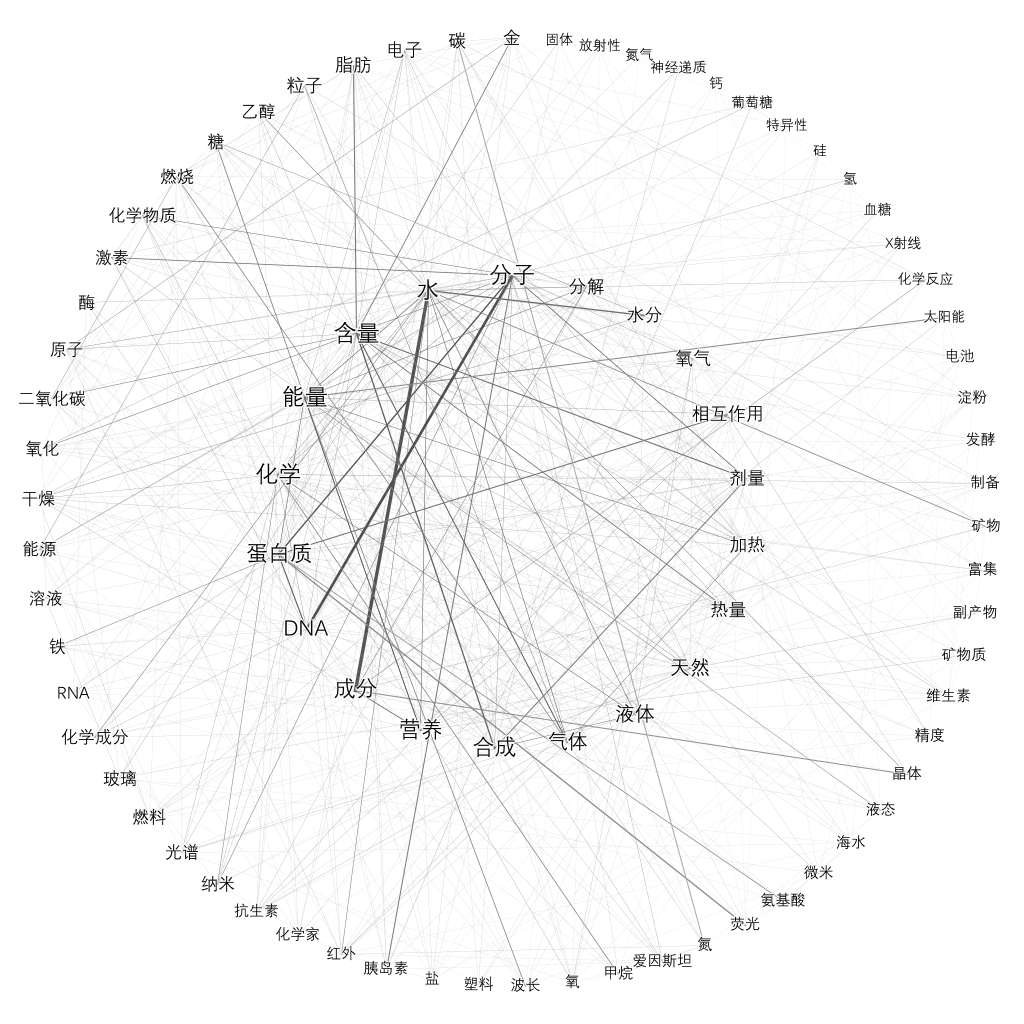 金
碳
固体
放射性
电子
氮气
脂肪
神经递质
粒子
钙
葡萄糖
乙醇
特异性
糖
硅
燃烧
氢
化学物质
血糖
X射线
激素
分子
化学反应
分解
水
酶
水分
太阳能
含量
原子
氧气
电池
能量
二氧化碳
淀粉
相互作用
发酵
氧化
化学
剂量
制备
干燥
矿物
加热
能源
蛋白质
富集
溶液
热量
副产物
DNA
铁
矿物质
天然
成分
RNA
维生素
液体
营养
化学成分
精度
气体
合成
晶体
玻璃
液态
燃料
海水
光谱
微米
纳米
氨基酸
抗生素
荧光
化学家
氮
红外
爱因斯坦
胰岛素
甲烷
盐
氧
塑料
波长